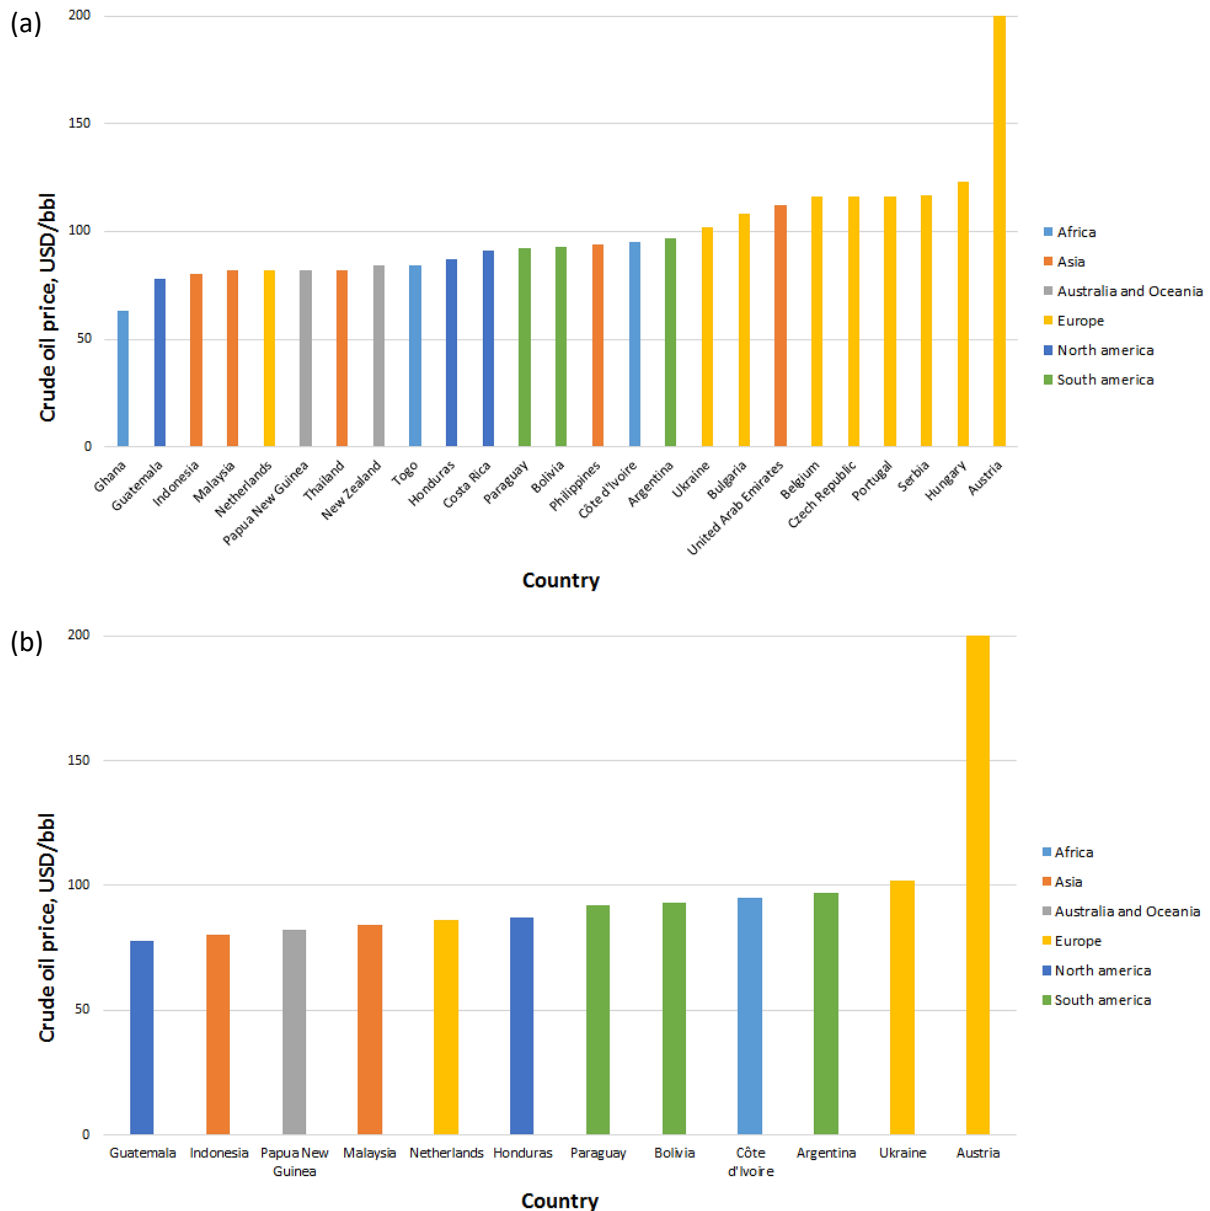 (a)
200
150
100
50
0
Crude oil price, USD/bbl
Ghana
Guatemala
Indonesia
Malaysia
Netherlands
Papua New Guinea
Thailand
New Zealand
Togo
Honduras
Costa Rica
Paraguay
Bolivia
Philippines
Côte d'Ivoire
Argentina
Ukraine
Bulgaria
United Arab Emirates
Belgium
Czech Republic
Portugal
Serbia
Hungary
Austria
Country
Africa
Asia
Australia and Oceania
Europe
North america
South america
(b)
200
150
100
50
0
Crude oil price, USD/bbl
Guatemala
Indonesia
Papua New
Guinea
Malaysia
Netherlands
Honduras
Paraguay
Bolivia
Côte
d'Ivoire
Argentina
Ukraine
Austria
Country
Africa
Asia
Australia and Oceania
Europe
North america
South america